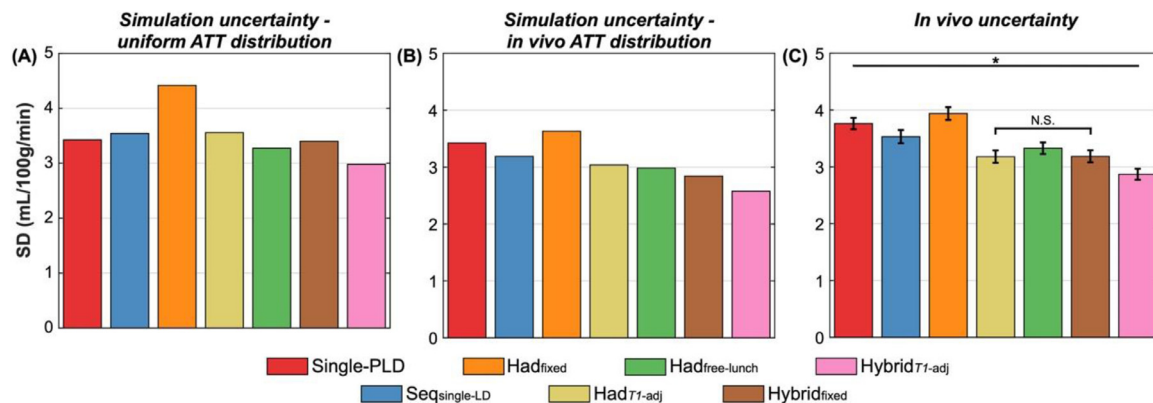 Simulation uncertainty -
uniform ATT distribution
Simulation uncertainty -
in vivo ATT distribution
In vivo uncertainty
(A)
(B)
(C)
SD (mL/100g/min)
5
4
3
2
1
0
5
4
3
2
1
0
5
4
3
2
1
0
*
N.S.
Single-PLD
Hadfixed
Hadfree-lunch
HybridT1-adj
Seqsingle-LD
HadT1-adj
Hybridfixed